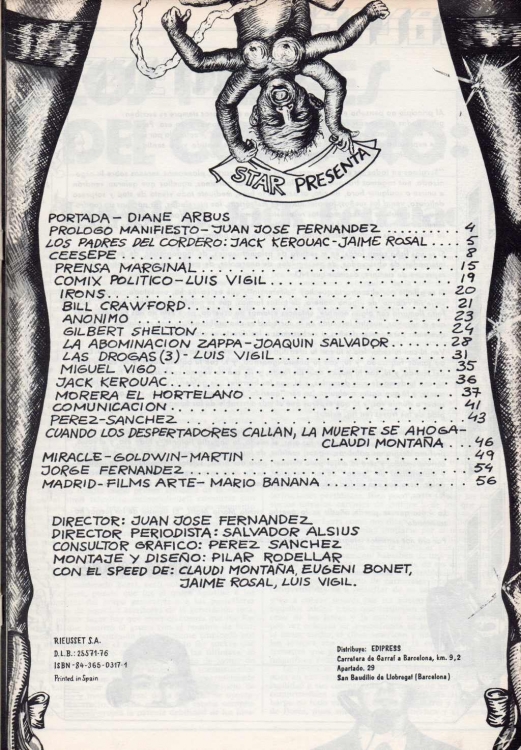 STAR PRESENTA
PORTADA - DIANE ARBUS
PROLOGO MANIFIESTO - JUAN JOSE FERNANDEZ ......... 4
LOS PADRES DEL CORDERO: JACK KEROUAC - JAIME ROSAL .... 5
CEESEPE ......... 8
PRENSA MARGINAL ......... 15
COMIX POLITICO - LUIS VIGIL ......... 19
IRONS ......... 20
BILL CRAWFORD ......... 21
ANONIMO ......... 23
GILBERT SHELTON ......... 24
LA ABOMINACION ZAPPA - JOAQUIN SALVADOR ......... 28
LAS DROGAS (3) - LUIS VIGIL ......... 31
MIGUEL VIGO ......... 35
JACK KEROUAC ......... 36
MORERA EL HORTELANO ......... 37
COMUNICACION ......... 41
PEREZ-SANCHEZ ......... 43
CUANDO LOS DESPERTADORES CALLAN, LA MUERTE SE AHOGA -
CLAUDI MONTAÑA ......... 46
MIRACLE - GOLDWIN - MARTIN ......... 49
JORGE FERNANDEZ ......... 54
MADRID - FILMS ARTE - MARIO BANANA ......... 56
DIRECTOR: JUAN JOSE FERNANDEZ
DIRECTOR PERIODISTA: SALVADOR ALSIUS
CONSULTOR GRÁFICO: PEREZ SANCHEZ
MONTAJE Y DISEÑO: PILAR RODELLAR
CON EL SPEED DE: CLAUDI MONTAÑA, EUGENI BONET,
JAIME ROSAL, LUIS VIGIL.
RIEUSSET S.A.
D.L.B.: 25571-76
ISBN - 84-365-0317-1
Printed in Spain
Distribuye: EDIPRESS
Carretera de Garraf a Barcelona, km. 9,2
Apartado. 29
San Baudilio de Llobregat (Barcelona)